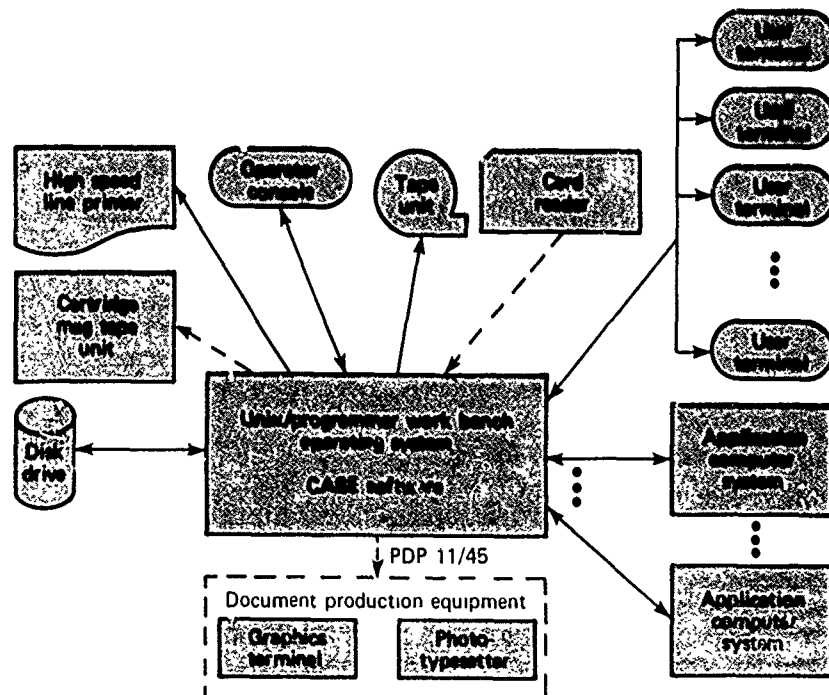 User
terminal
User
terminal
User
terminal
User
terminal
High speed
line printer
Operator
console
Tape
unit
Card
reader
Cartridge
mag tape
unit
Disk
drive
Unix/programmer work bench
operating system
CASE software
Application
computer
system
Application
computer
system
PDP 11/45
Document production equipment
Graphics
terminal
Photo-
typesetter